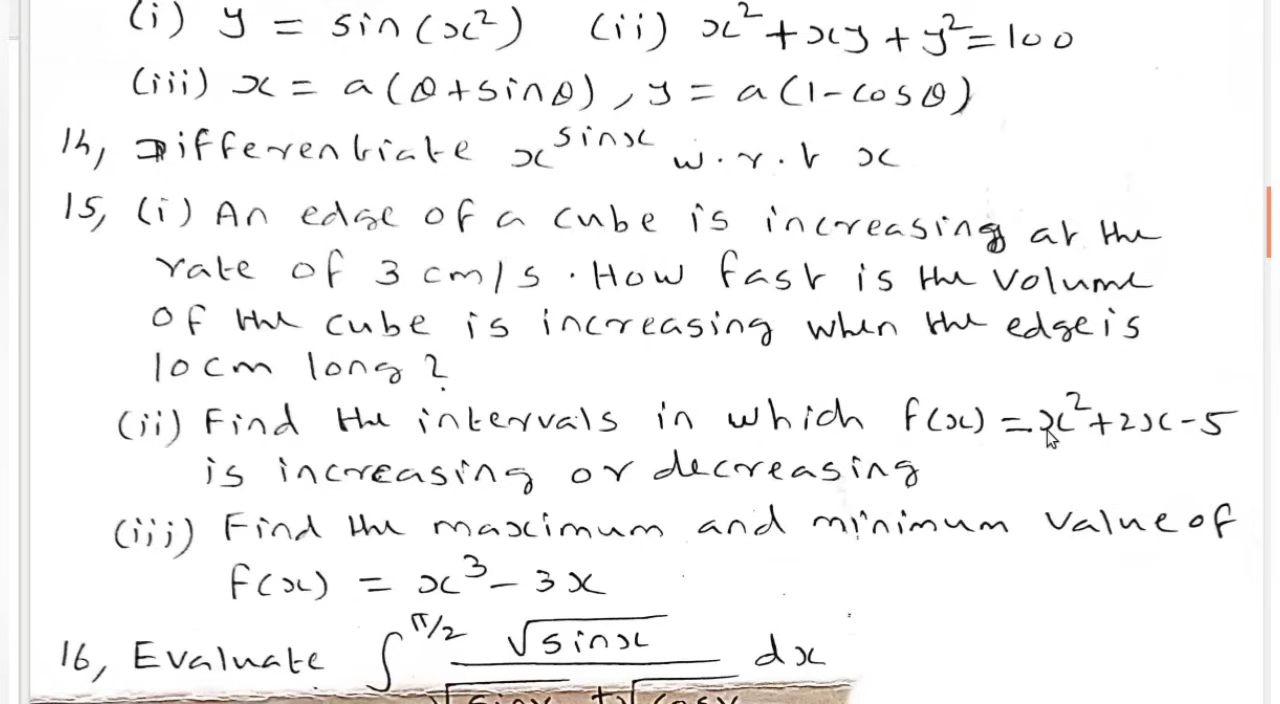 (i) y = sin(x²) (ii) x²+xy+y²=100
(iii) x = a(θ+sinθ), y = a(1-cosθ)
14, Differentiate x^sinx w.r.t x
15, (i) An edge of a cube is increasing at the
rate of 3 cm/s. How fast is the volume
of the cube is increasing when the edge is
10cm long?
(ii) Find the intervals in which f(x) = x²+2x-5
is increasing or decreasing
(iii) Find the maximum and minimum value of
f(x) = x³-3x
16, Evaluate ∫^π/2 √sinx / √sinx + √cosx dx